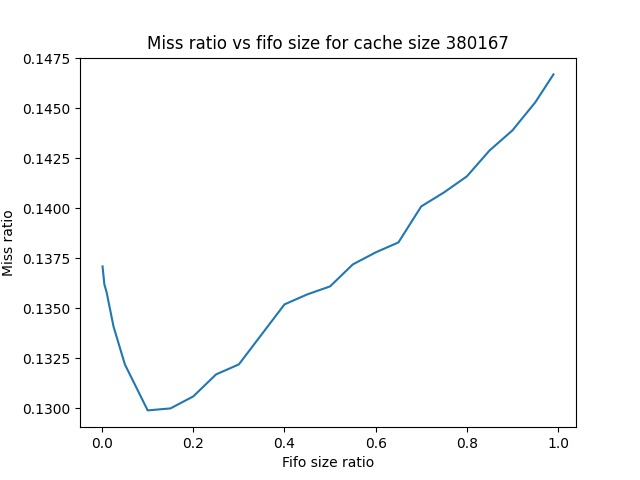 Miss ratio vs fifo size for cache size 380167
0.1475
0.1450
0.1425
0.1400
0.1375
0.1350
0.1325
0.1300
Miss ratio
0.0 0.2 0.4 0.6 0.8 1.0
Fifo size ratio